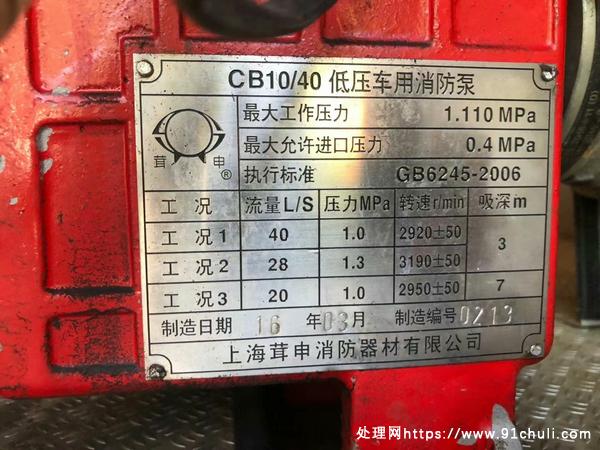 CB10/40 低压车用消防泵
最大工作压力 1.110 MPa
最大允许进口压力 0.4 MPa
茸申®
执行标准 GB6245-2006
工况 流量L/S 压力MPa 转速r/min 吸深m
工况1 40 1.0 2920±50 3
工况2 28 1.3 3190±50
工况3 20 1.0 2950±50 7
制造日期 16 年 03 月 制造编号 0213
上海茸申消防器材有限公司
处理网https://www.91chuli.com/